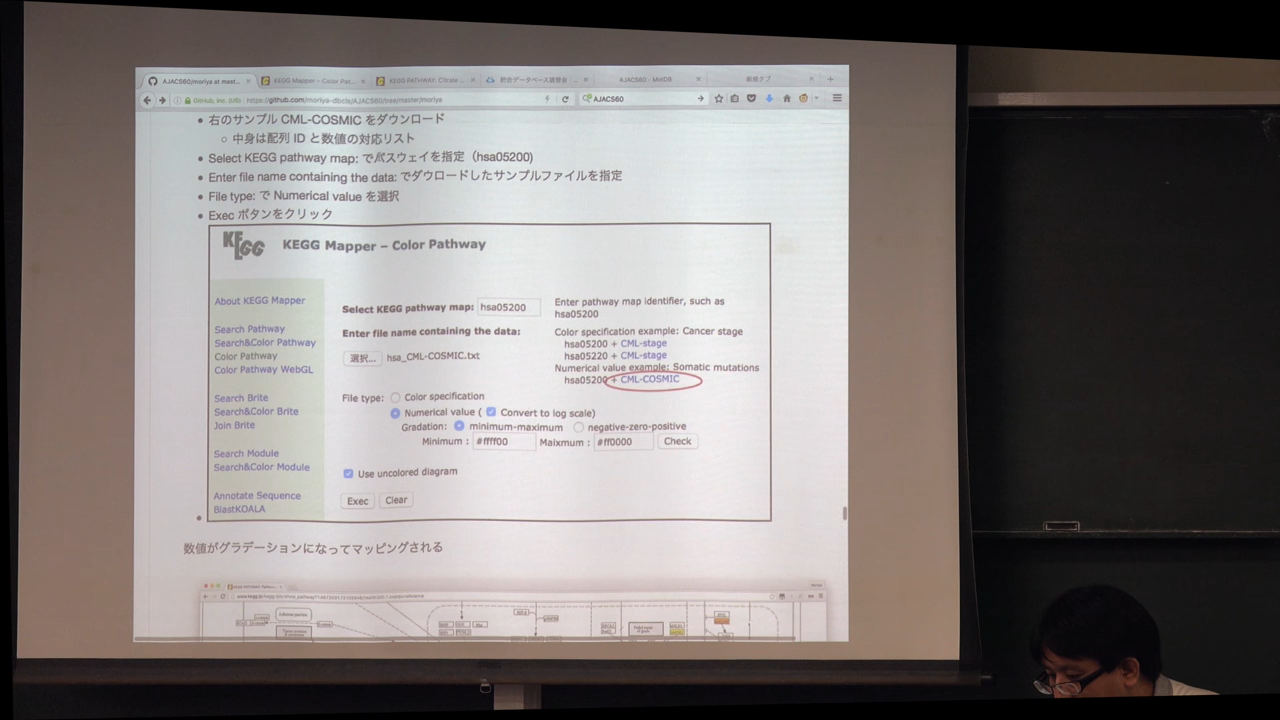 AJACS60/moriya at mast...
KEGG Mapper – Color Pat...
KEGG PATHWAY: Citrate ...
AJACS60 - MotDB
新規タブ
GitHub, Inc. (US)
https://github.com/moriya-dbcls/AJACS60/tree/master/moriya
AJACS60
右のサンプル CML-COSMIC をダウンロード
中身は配列 ID と数値の対応リスト
Select KEGG pathway map: でパスウェイを指定（hsa05200）
Enter file name containing the data: でダウロードしたサンプルファイルを指定
File type: で Numerical value を選択
Exec ボタンをクリック
KEGG
KEGG Mapper – Color Pathway
About KEGG Mapper
Search Pathway
Search&Color Pathway
Color Pathway
Color Pathway WebGL
Search Brite
Search&Color Brite
Join Brite
Search Module
Search&Color Module
Annotate Sequence
BlastKOALA
Select KEGG pathway map: hsa05200
Enter file name containing the data:
選択... hsa_CML-COSMIC.txt
File type: Color specification
Numerical value ( Convert to log scale)
Gradation: minimum-maximum negative-zero-positive
Minimum : #ffff00 Maixmum : #ff0000 Check
Use uncolored diagram
Exec Clear
Enter pathway map identifier, such as
hsa05200
Color specification example: Cancer stage
hsa05200 + CML-stage
hsa05220 + CML-stage
Numerical value example: Somatic mutations
hsa05200 + CML-COSMIC
数値がグラデーションになってマッピングされる